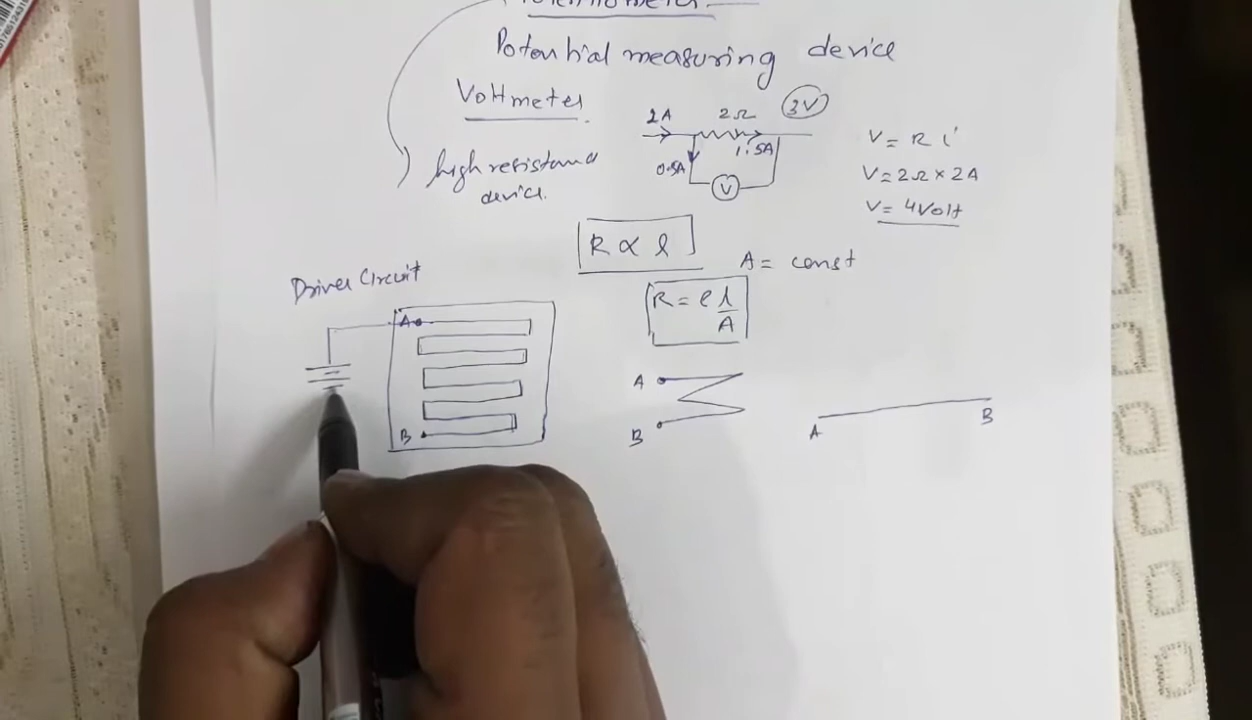 Potentiometer
Potential measuring device
Voltmeter
high resistance
device.
2A 2Ω 3V
0.5A 1.5A
V
V = R i
V = 2Ω × 2A
V = 4Volt
R ∝ l
A = const
R = ρ l/A
Driver Circuit
A
B
A
B
A B